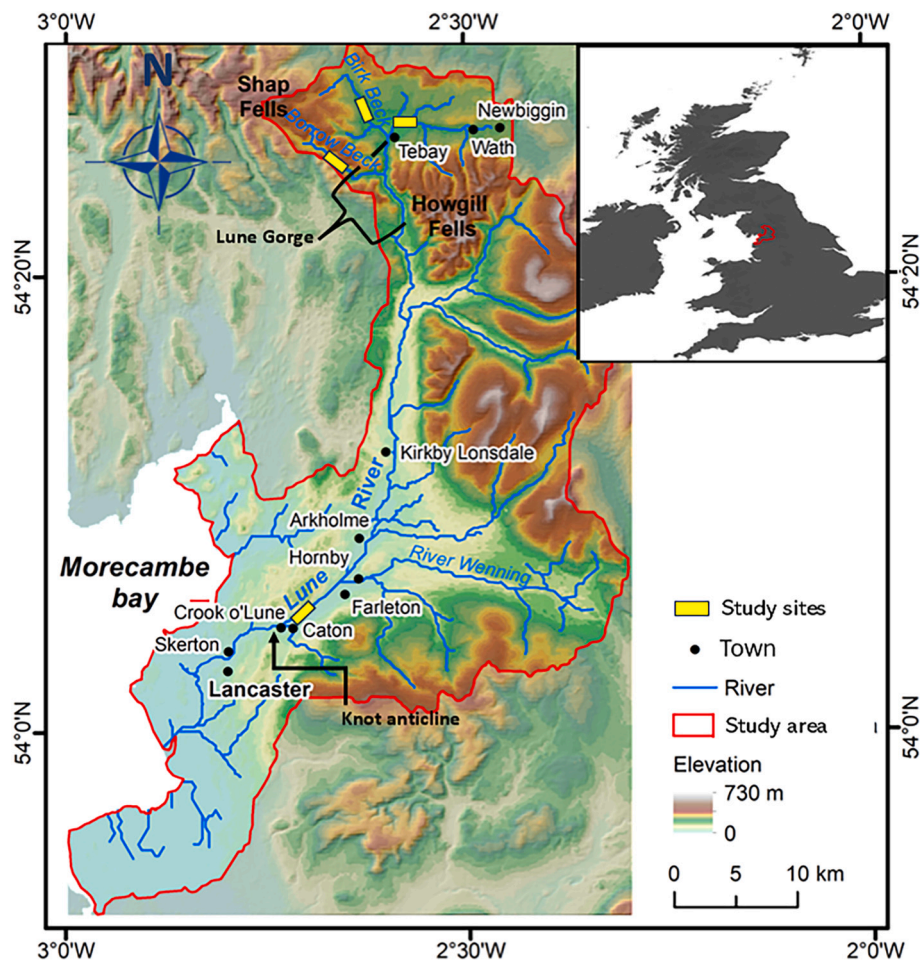 3°0'W
2°30'W
2°0'W
N
Shap
Fells
Birk Beck
Borrow Beck
Newbiggin
Tebay
Wath
Howgill
Fells
Lune Gorge
54°20'N
54°20'N
Kirkby Lonsdale
River
Arkholme
Hornby
River Wenning
Morecambe
bay
Lune
Crook o'Lune
Farleton
Caton
Skerton
Lancaster
Knot anticline
Study sites
Town
River
Study area
Elevation
730 m
0
54°0'N
54°0'N
0 5 10 km
3°0'W
2°30'W
2°0'W